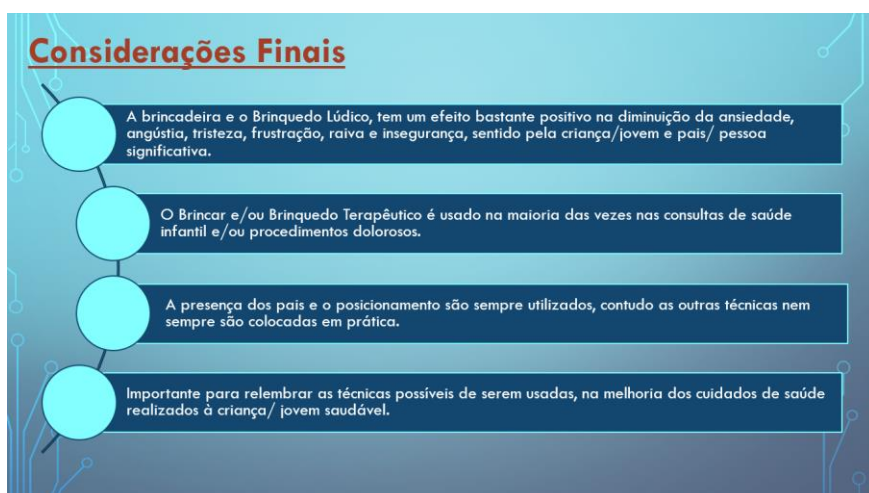 Considerações Finais
A brincadeira e o Brinquedo Lúdico, tem um efeito bastante positivo na diminuição da ansiedade,
angústia, tristeza, frustração, raiva e insegurança, sentido pela criança/jovem e pais/ pessoa
significativa.
O Brincar e/ou Brinquedo Terapêutico é usado na maioria das vezes nas consultas de saúde
infantil e/ou procedimentos dolorosos.
A presença dos pais e o posicionamento são sempre utilizados, contudo as outras técnicas nem
sempre são colocadas em prática.
Importante para relembrar as técnicas possíveis de serem usadas, na melhoria dos cuidados de saúde
realizados à criança/ jovem saudável.